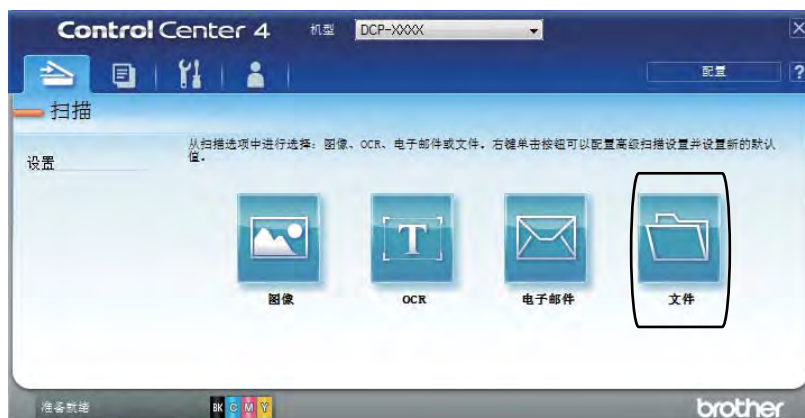 Control Center 4 机型 DCP-XXXX
配置 ?
扫描
设置
从扫描选项中进行选择：图像、OCR、电子邮件或文件。右键单击按钮可以配置高级扫描设置并设置新的默认
值。
T
图像 OCR 电子邮件 文件
准备就绪 BK C M Y brother